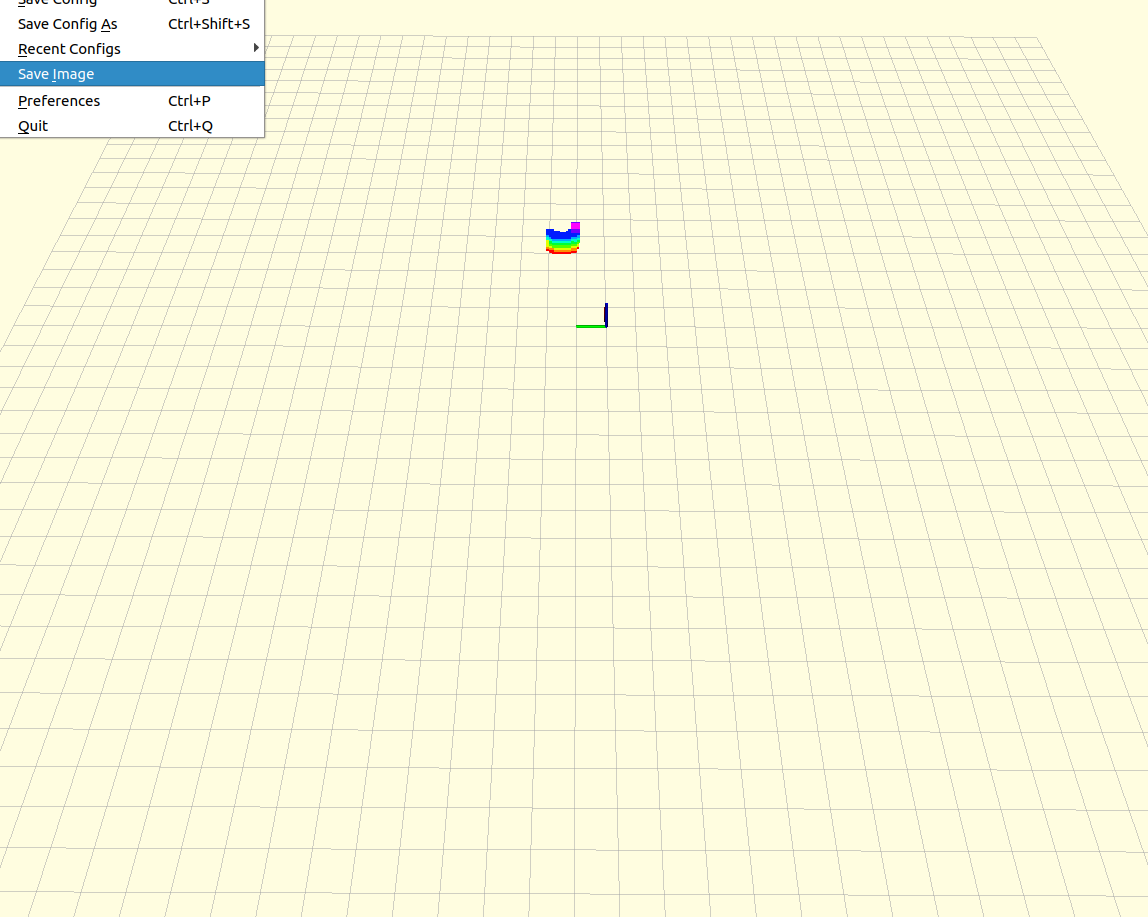 Save Config Ctrl+S
Save Config As Ctrl+Shift+S
Recent Configs
Save Image
Preferences Ctrl+P
Quit Ctrl+Q